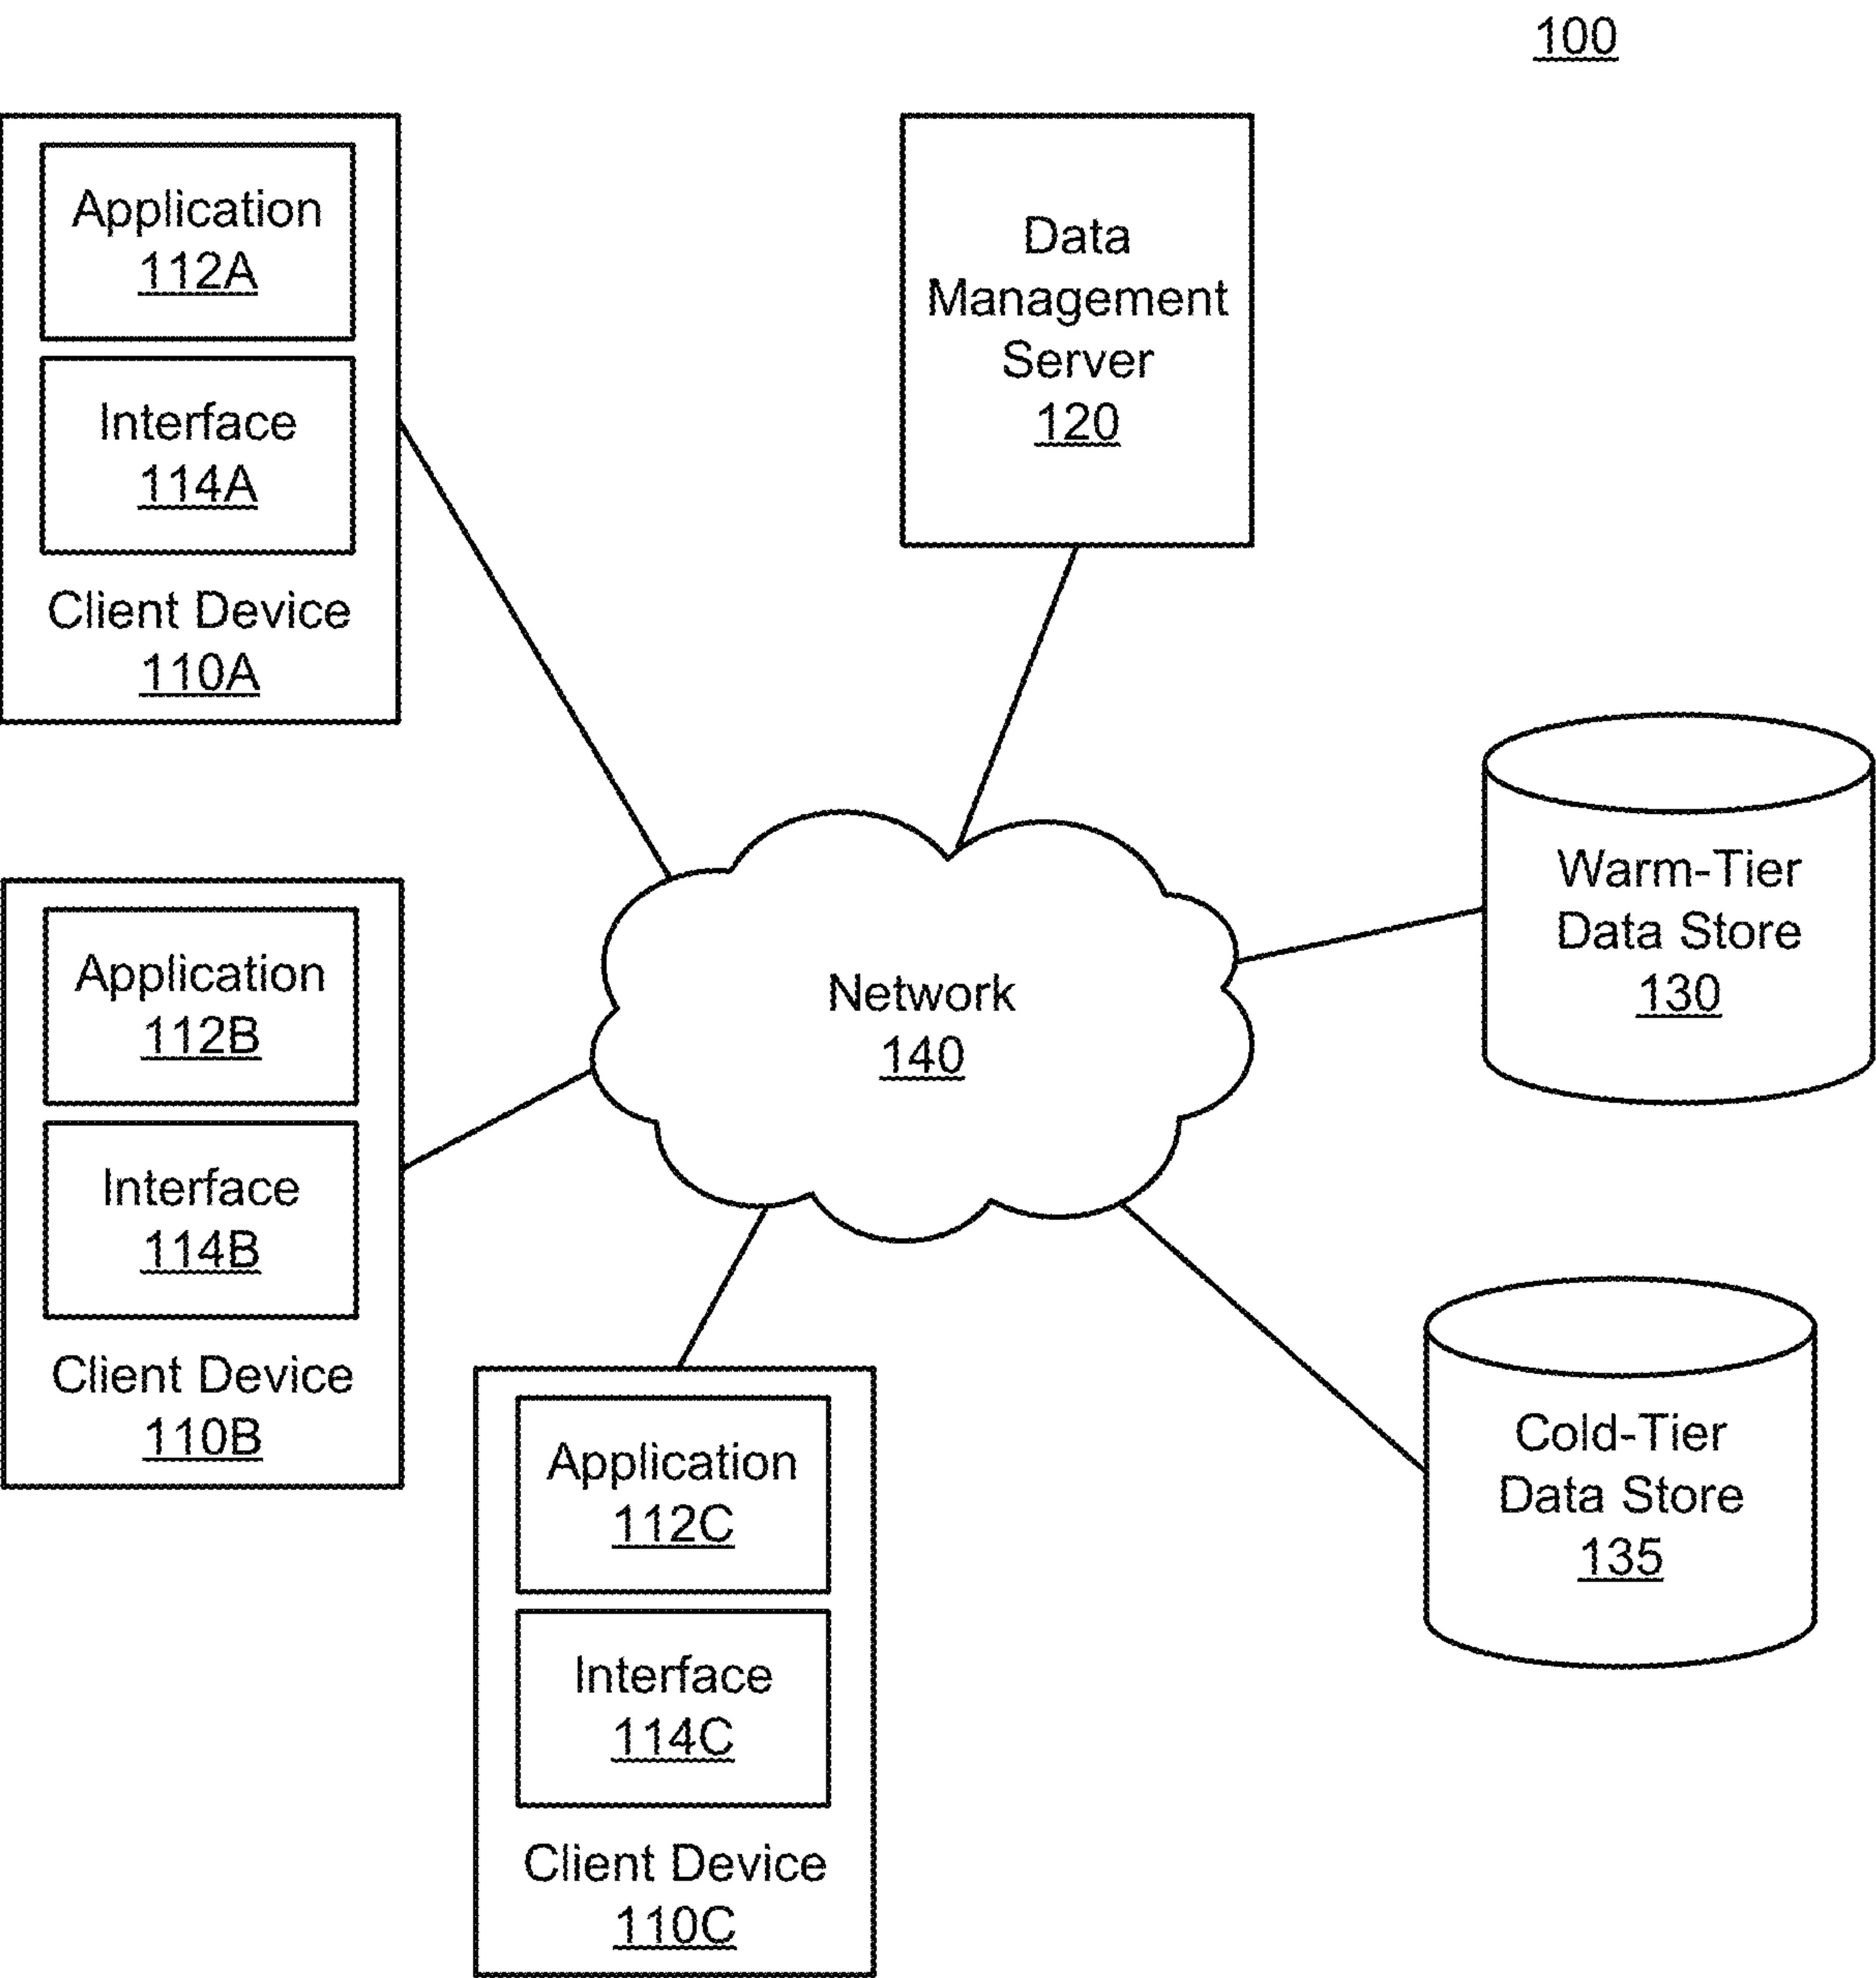 100
Application
112A
Interface
114A
Client Device
110A
Data
Management
Server
120
Warm-Tier
Data Store
130
Network
140
Application
112B
Interface
114B
Client Device
110B
Cold-Tier
Data Store
135
Application
112C
Interface
114C
Client Device
110C